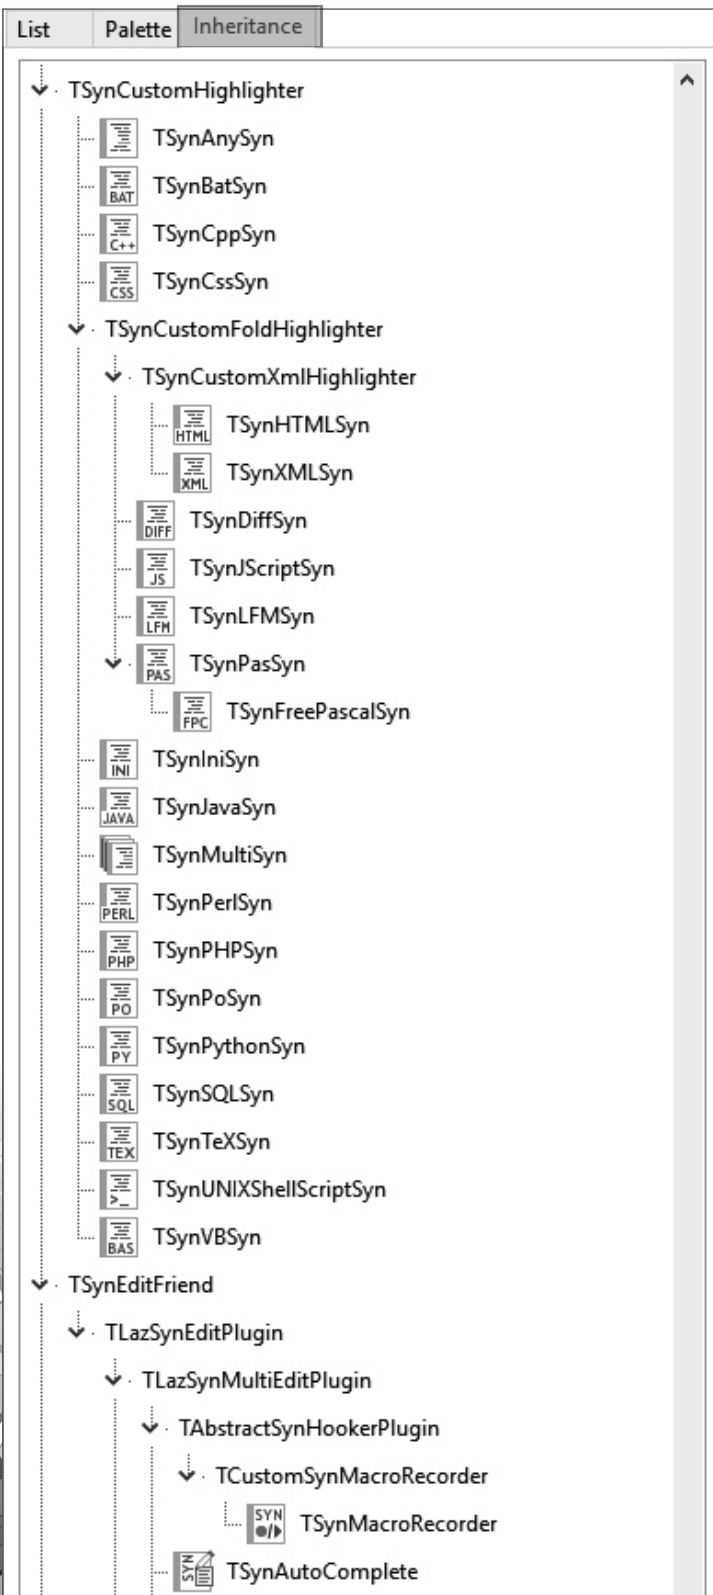 List Palette Inheritance
TSynCustomHighlighter
TSynAnySyn
BAT TSynBatSyn
C++ TSynCppSyn
CSS TSynCssSyn
TSynCustomFoldHighlighter
TSynCustomXmlHighlighter
HTML TSynHTMLSyn
XML TSynXMLSyn
DIFF TSynDiffSyn
JS TSynJScriptSyn
LFM TSynLFMSyn
PAS TSynPasSyn
FPC TSynFreePascalSyn
INI TSynIniSyn
JAVA TSynJavaSyn
TSynMultiSyn
PERL TSynPerlSyn
PHP TSynPHPSyn
PO TSynPoSyn
PY TSynPythonSyn
SQL TSynSQLSyn
TEX TSynTeXSyn
>_ TSynUNIXShellScriptSyn
BAS TSynVBSyn
TSynEditFriend
TLazSynEditPlugin
TLazSynMultiEditPlugin
TAbstractSynHookerPlugin
TCustomSynMacroRecorder
SYN TSynMacroRecorder
SYN TSynAutoComplete